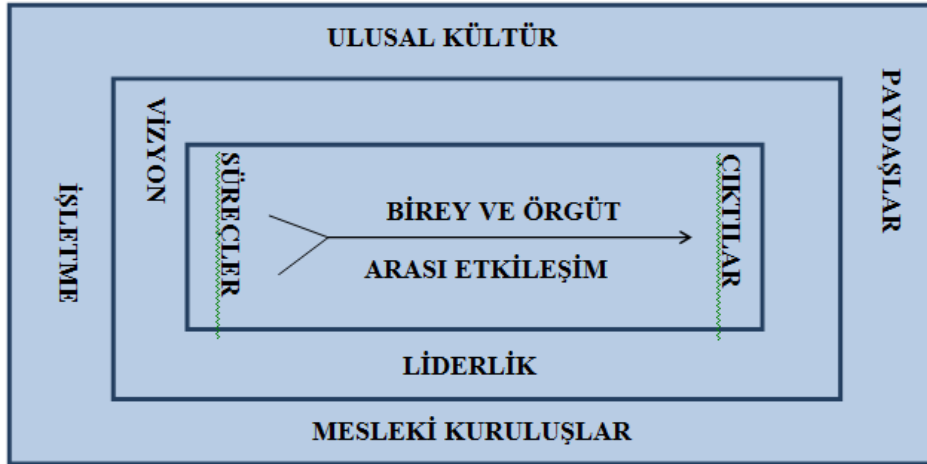 ULUSAL KÜLTÜR
PAYDAŞLAR
VİZYON
İŞLETME
SÜREÇLER
BİREY VE ÖRGÜT
ARASI ETKİLEŞİM
ÇIKTILAR
LİDERLİK
MESLEKİ KURULUŞLAR